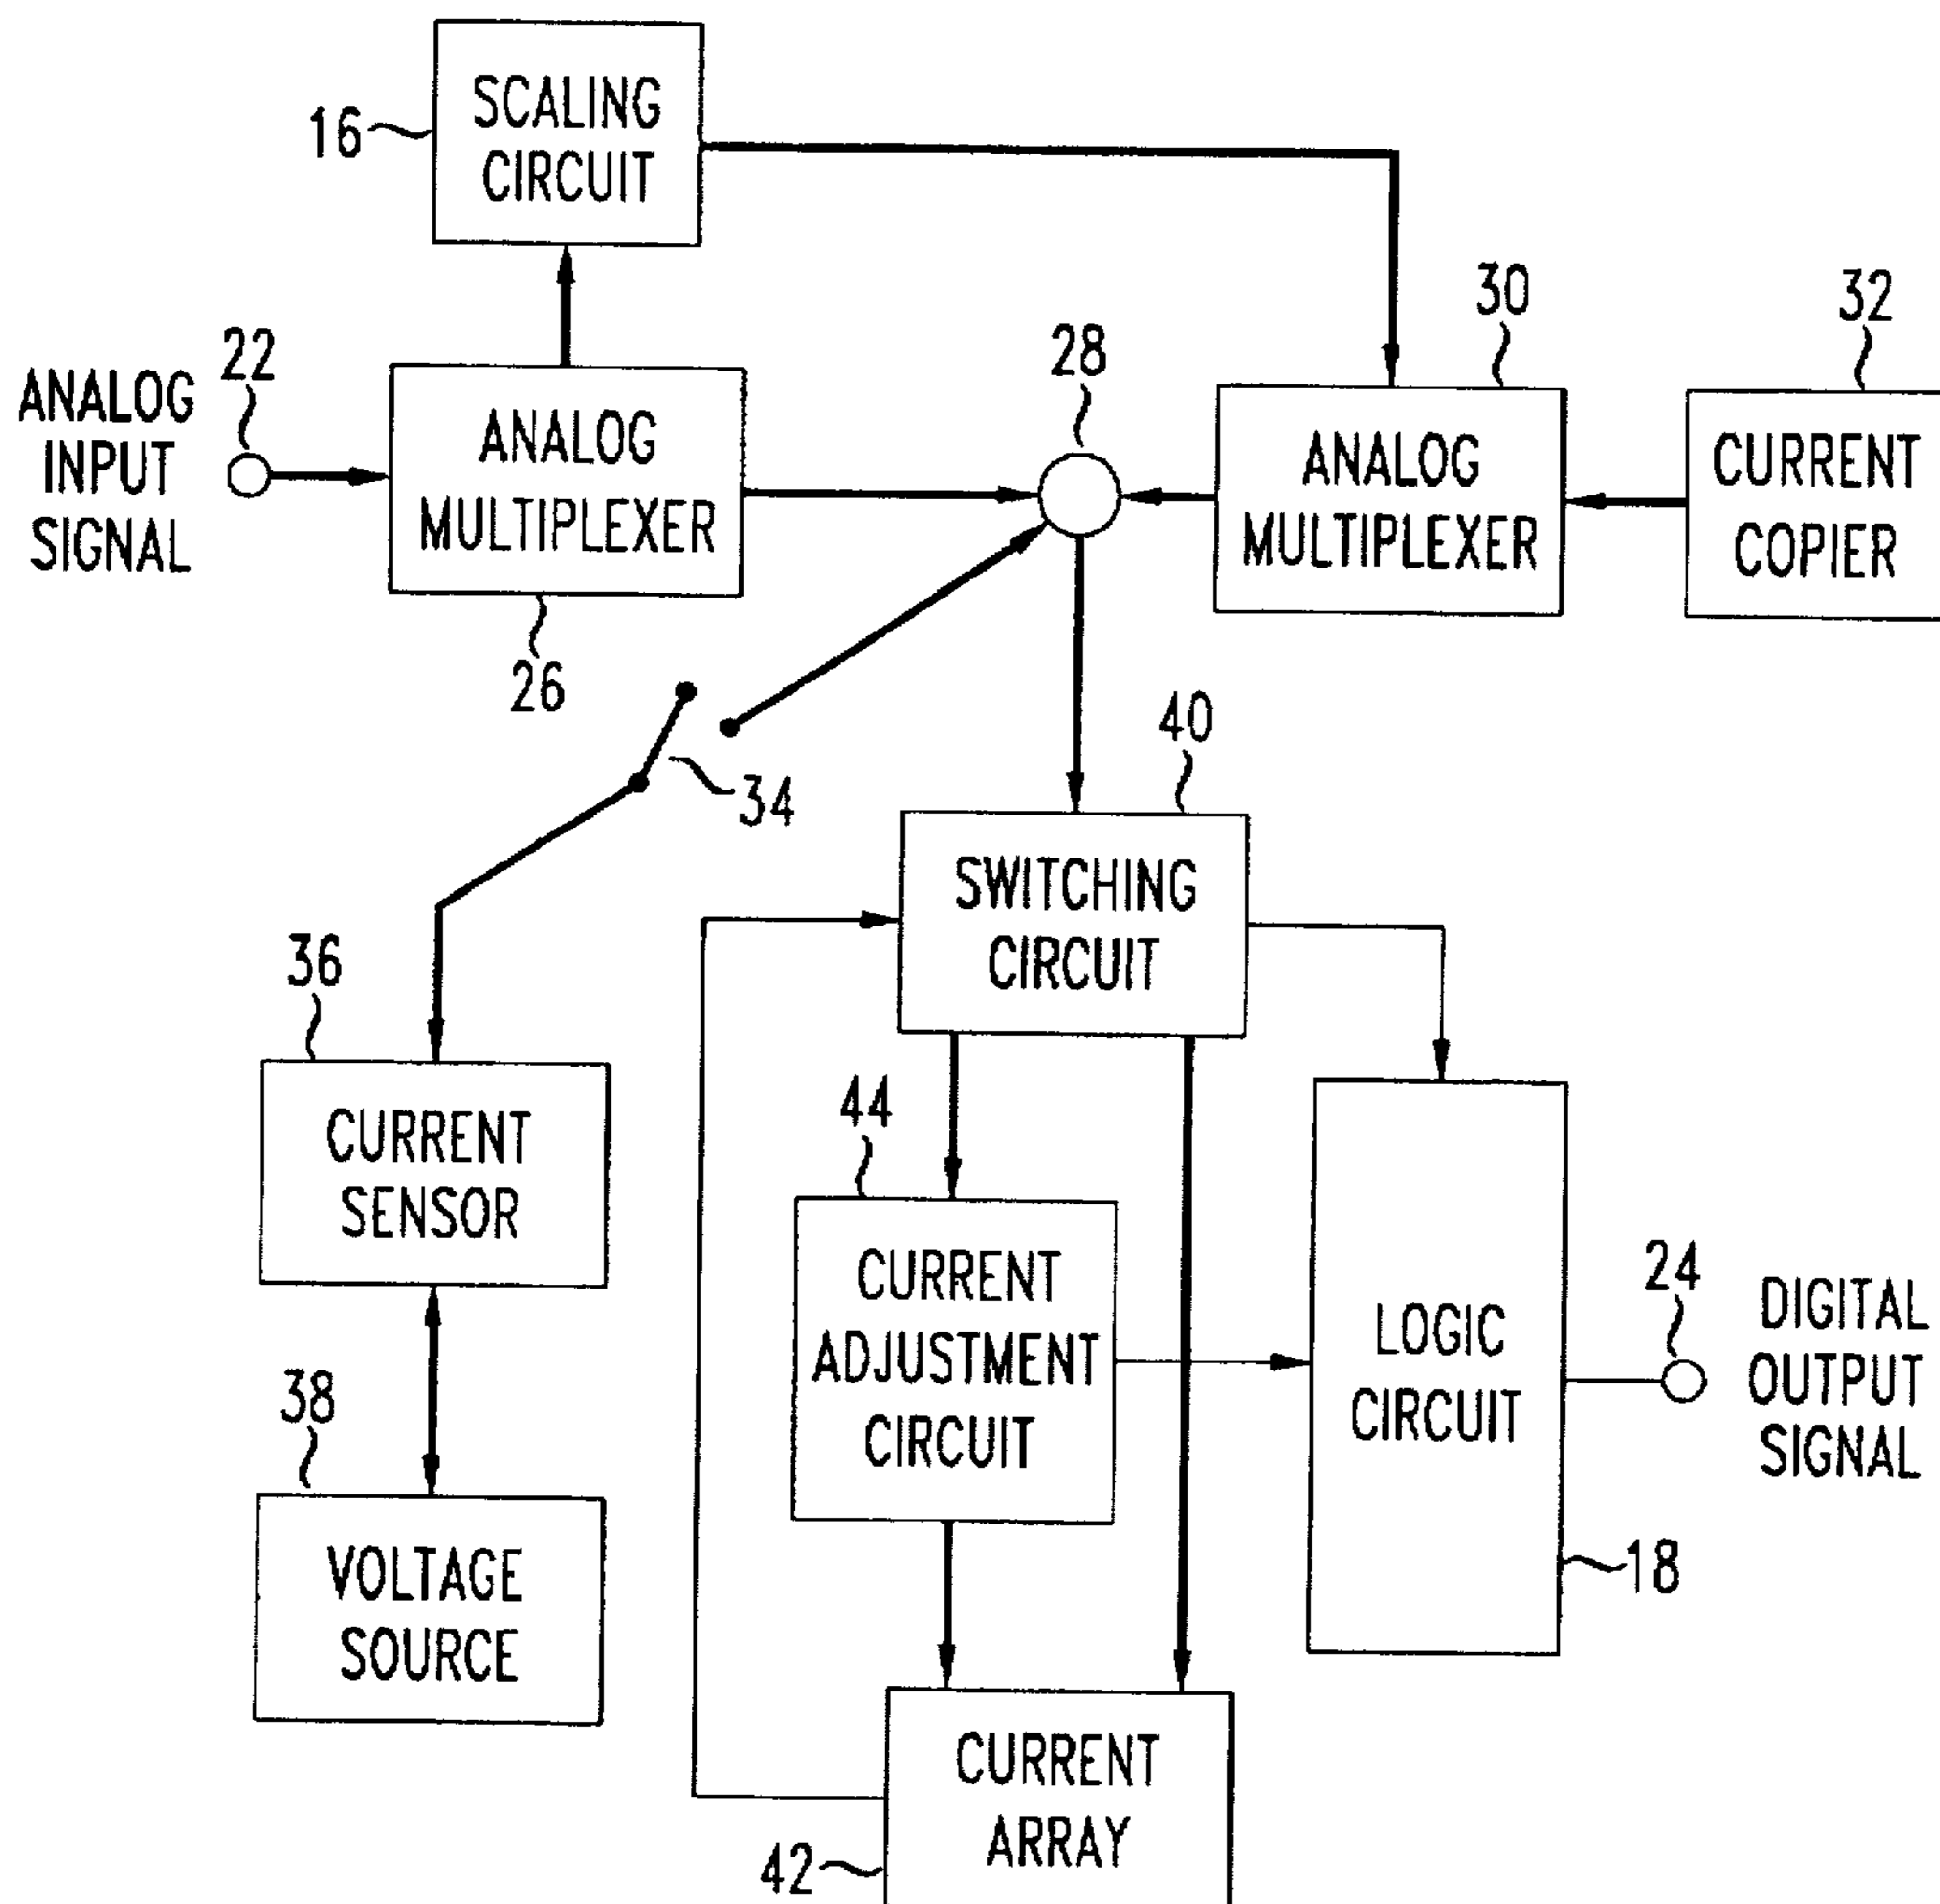 SCALING
CIRCUIT
16
30
32
22
28
ANALOG
INPUT
SIGNAL
ANALOG
MULTIPLEXER
ANALOG
MULTIPLEXER
CURRENT
COPIER
26
40
34
SWITCHING
CIRCUIT
36
CURRENT
SENSOR
44
CURRENT
ADJUSTMENT
CIRCUIT
LOGIC
CIRCUIT
24
DIGITAL
OUTPUT
SIGNAL
38
VOLTAGE
SOURCE
18
CURRENT
ARRAY
42